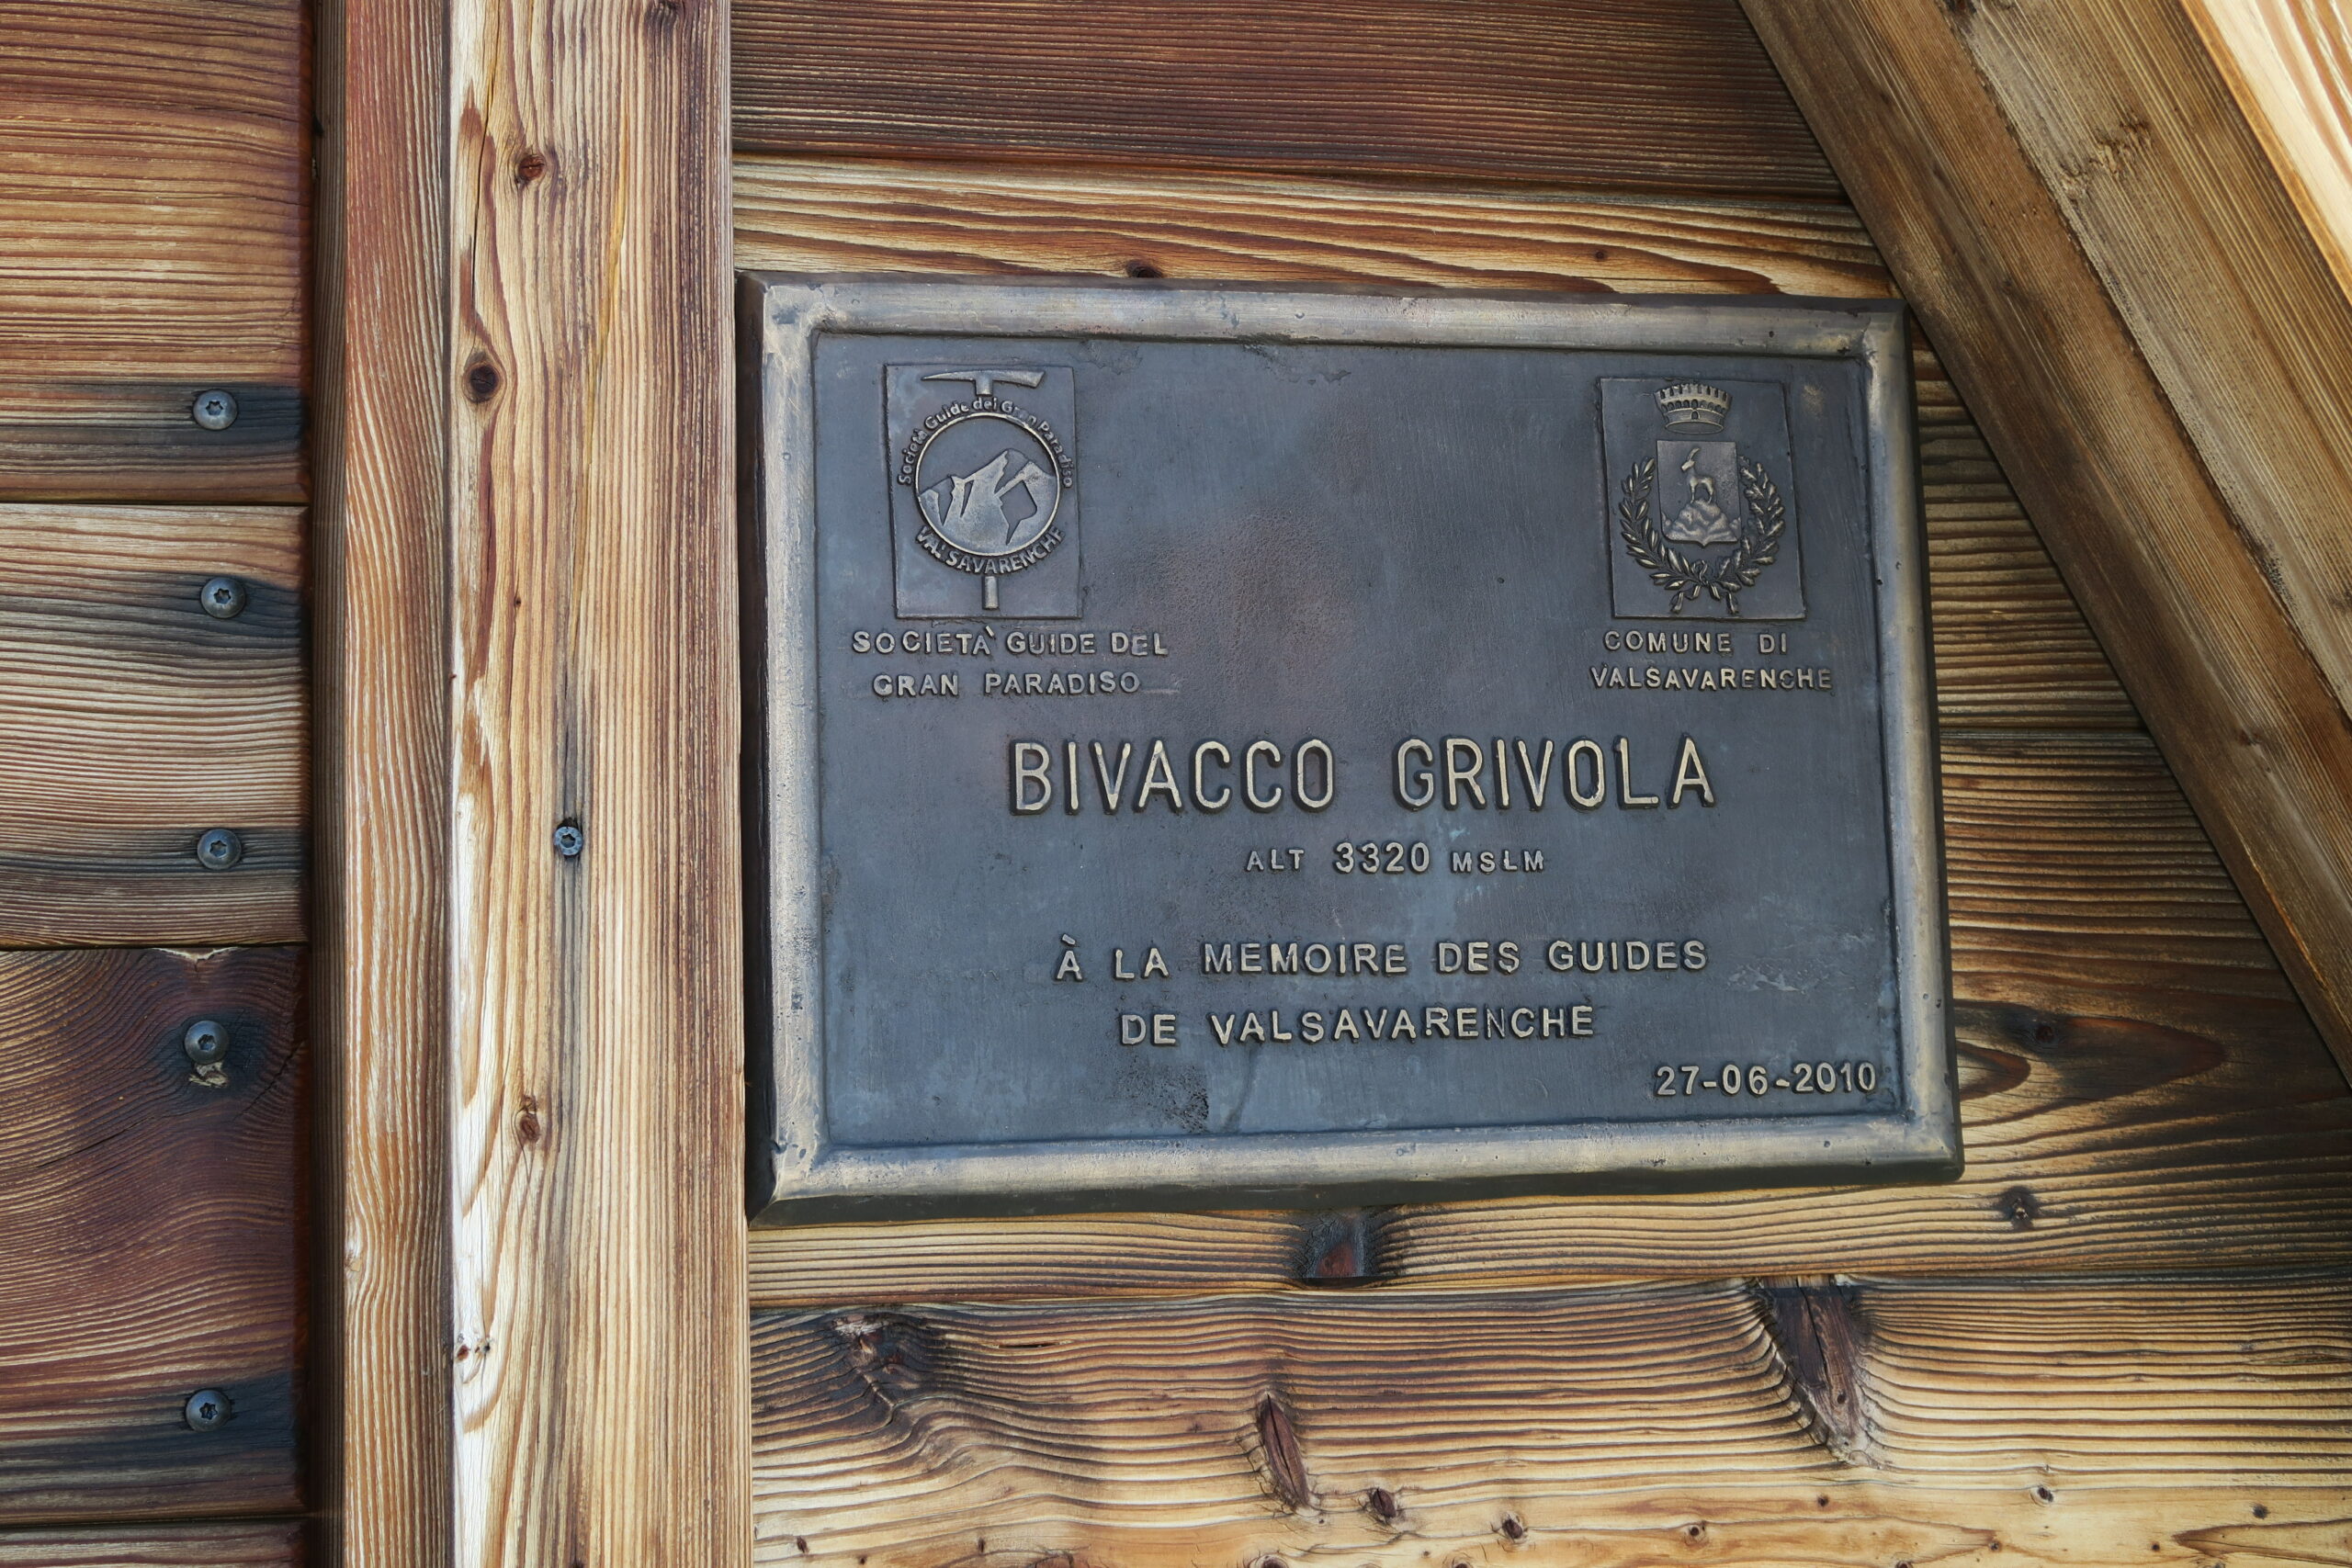 Società Guide del Gran Paradiso
VALSAVARENCHE
SOCIETÀ GUIDE DEL
GRAN PARADISO
COMUNE DI
VALSAVARENCHE
BIVACCO GRIVOLA
ALT 3320 MSLM
À LA MEMOIRE DES GUIDES
DE VALSAVARENCHE
27-06-2010